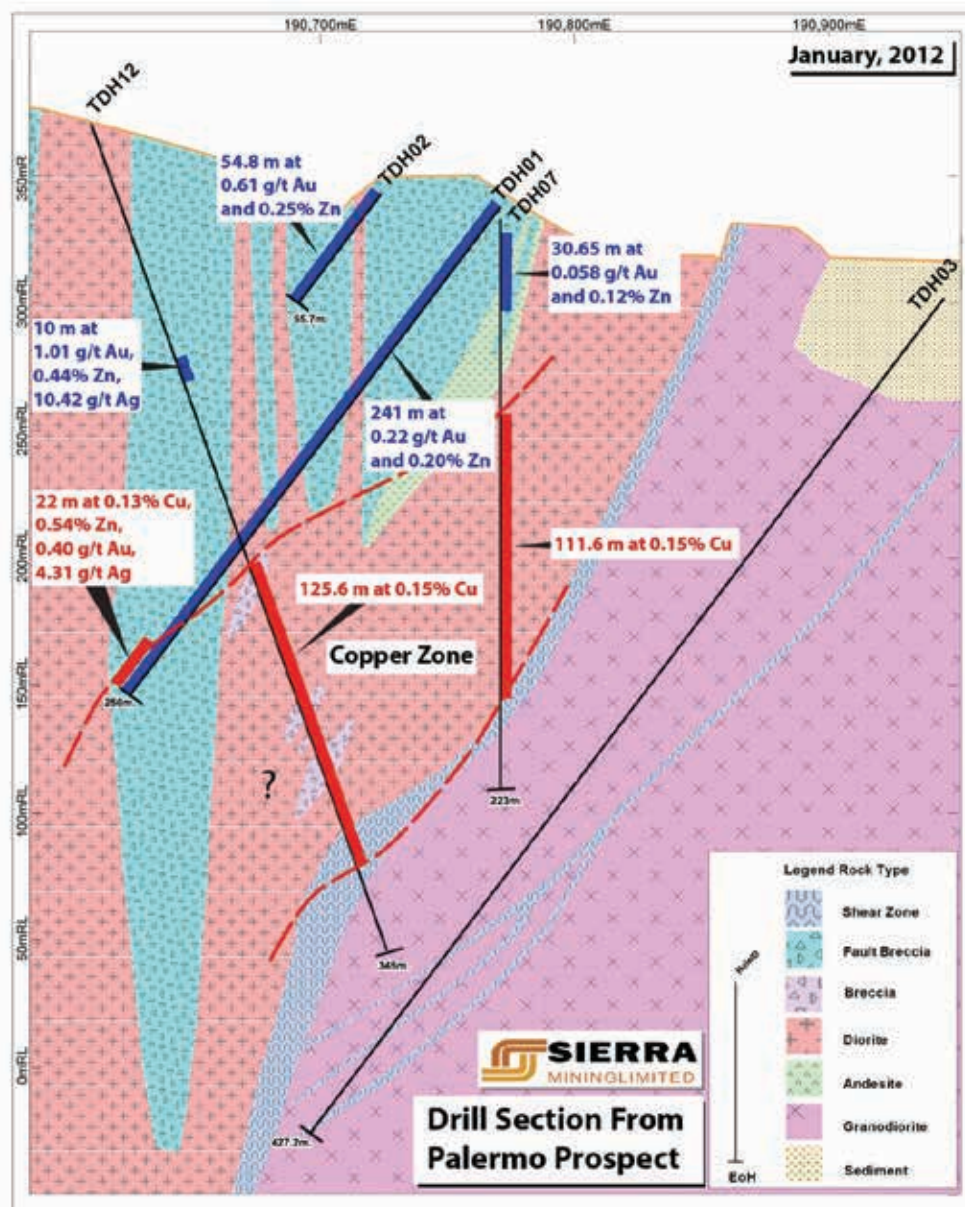 190,700mE
190,800mE
190,900mE
January, 2012
TDH12
TDH02
TDH01
TDH07
TDH03
350mR
300mRL
250mRL
200mRL
150mRL
100mRL
50mRL
0mRL
54.8 m at
0.61 g/t Au
and 0.25% Zn
55.7m
30.65 m at
0.058 g/t Au
and 0.12% Zn
10 m at
1.01 g/t Au,
0.44% Zn,
10.42 g/t Ag
241 m at
0.22 g/t Au
and 0.20% Zn
22 m at 0.13% Cu,
0.54% Zn,
0.40 g/t Au,
4.31 g/t Ag
125.6 m at 0.15% Cu
111.6 m at 0.15% Cu
Copper Zone
?
223m
345m
427.2m
SIERRA
MININGLIMITED
Drill Section From
Palermo Prospect
Legend Rock Type
Shear Zone
Fault Breccia
Breccia
Diorite
Andesite
Granodiorite
Sediment
HoleID
EoH